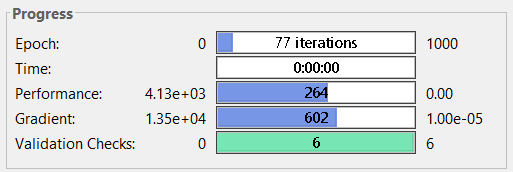 Progress
Epoch: 0 77 iterations 1000
Time: 0:00:00
Performance: 4.13e+03 264 0.00
Gradient: 1.35e+04 602 1.00e-05
Validation Checks: 0 6 6